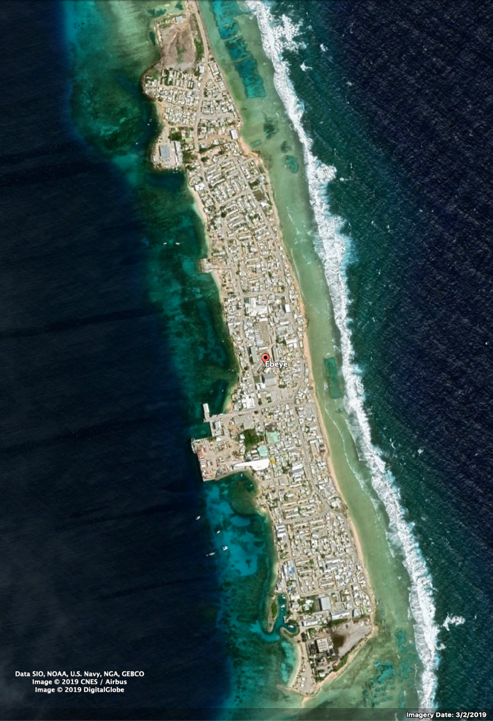 Ebeye
Data SIO, NOAA, U.S. Navy, NGA, GEBCO
Image © 2019 CNES / Airbus
Image © 2019 DigitalGlobe
Imagery Date: 3/2/2019